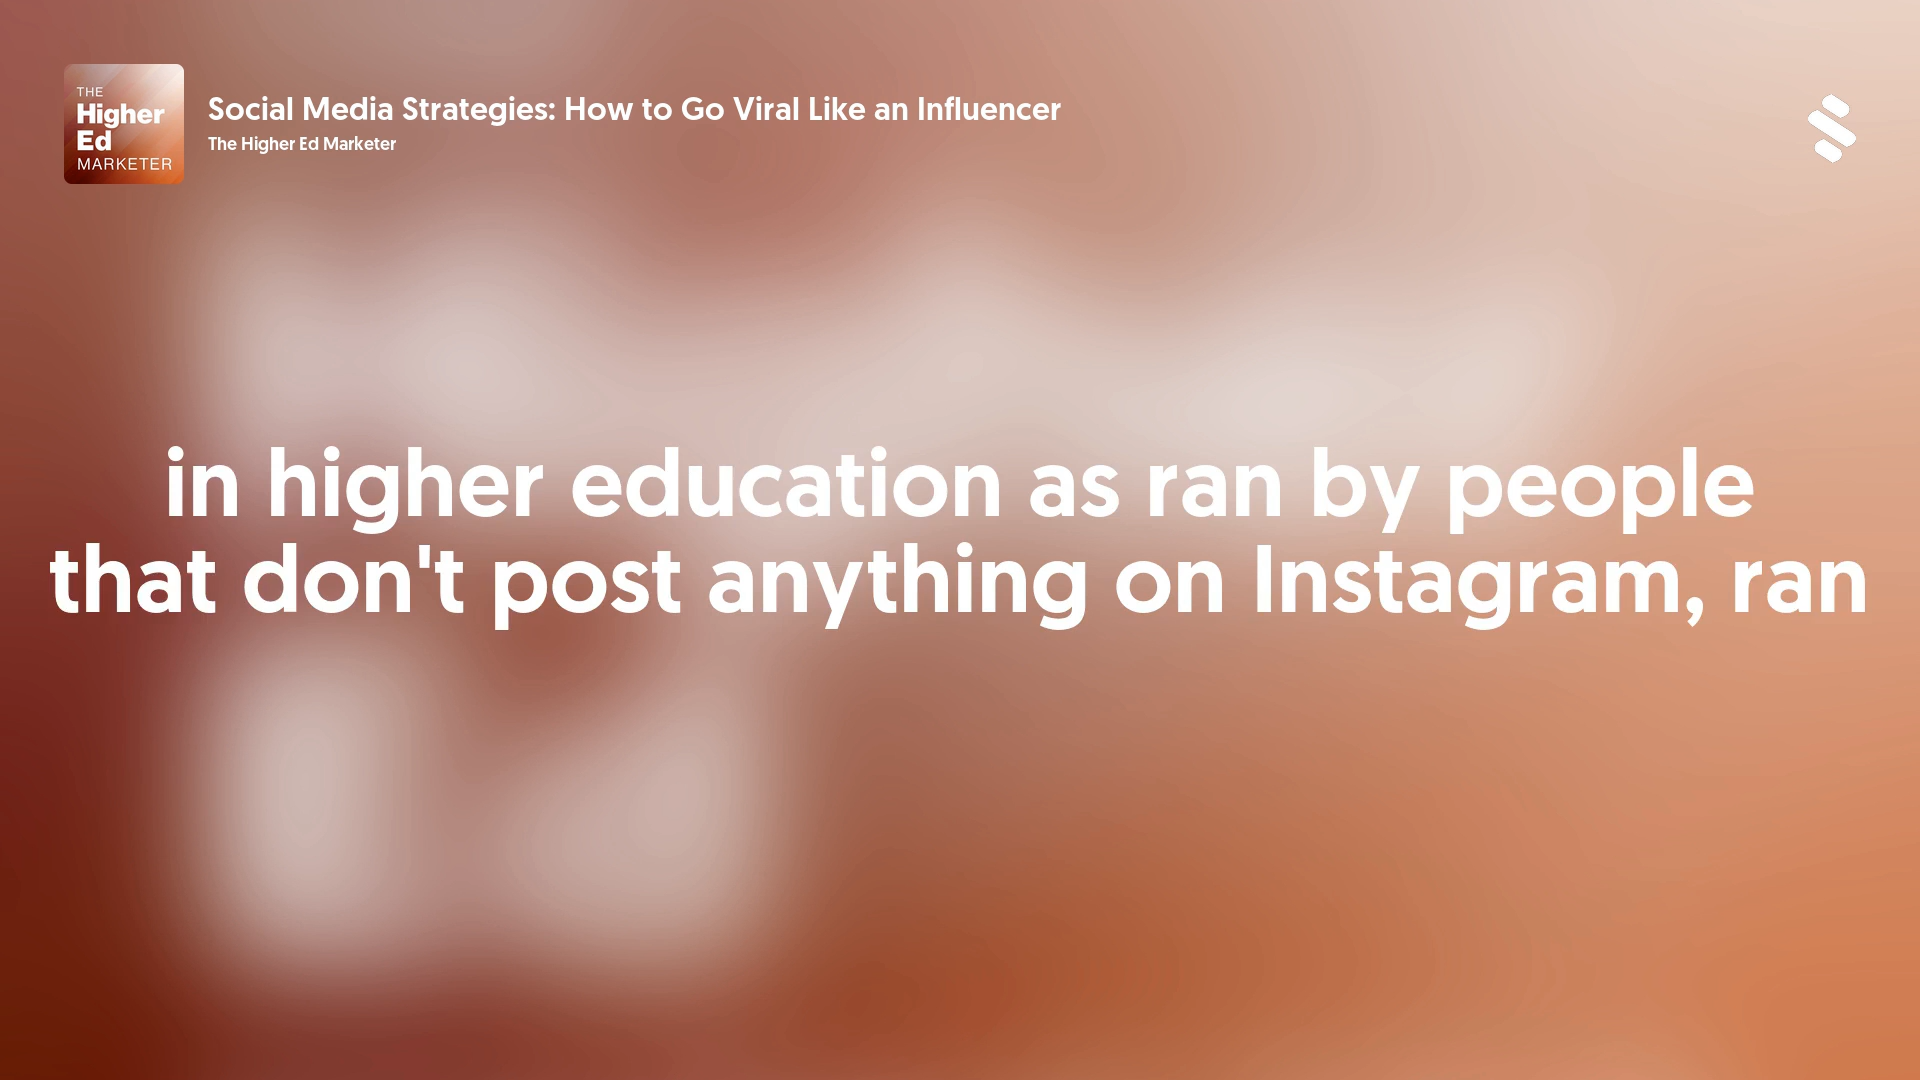 THE
Higher
Ed
MARKETER
Social Media Strategies: How to Go Viral Like an Influencer
The Higher Ed Marketer
in higher education as ran by people
that don't post anything on Instagram, ran